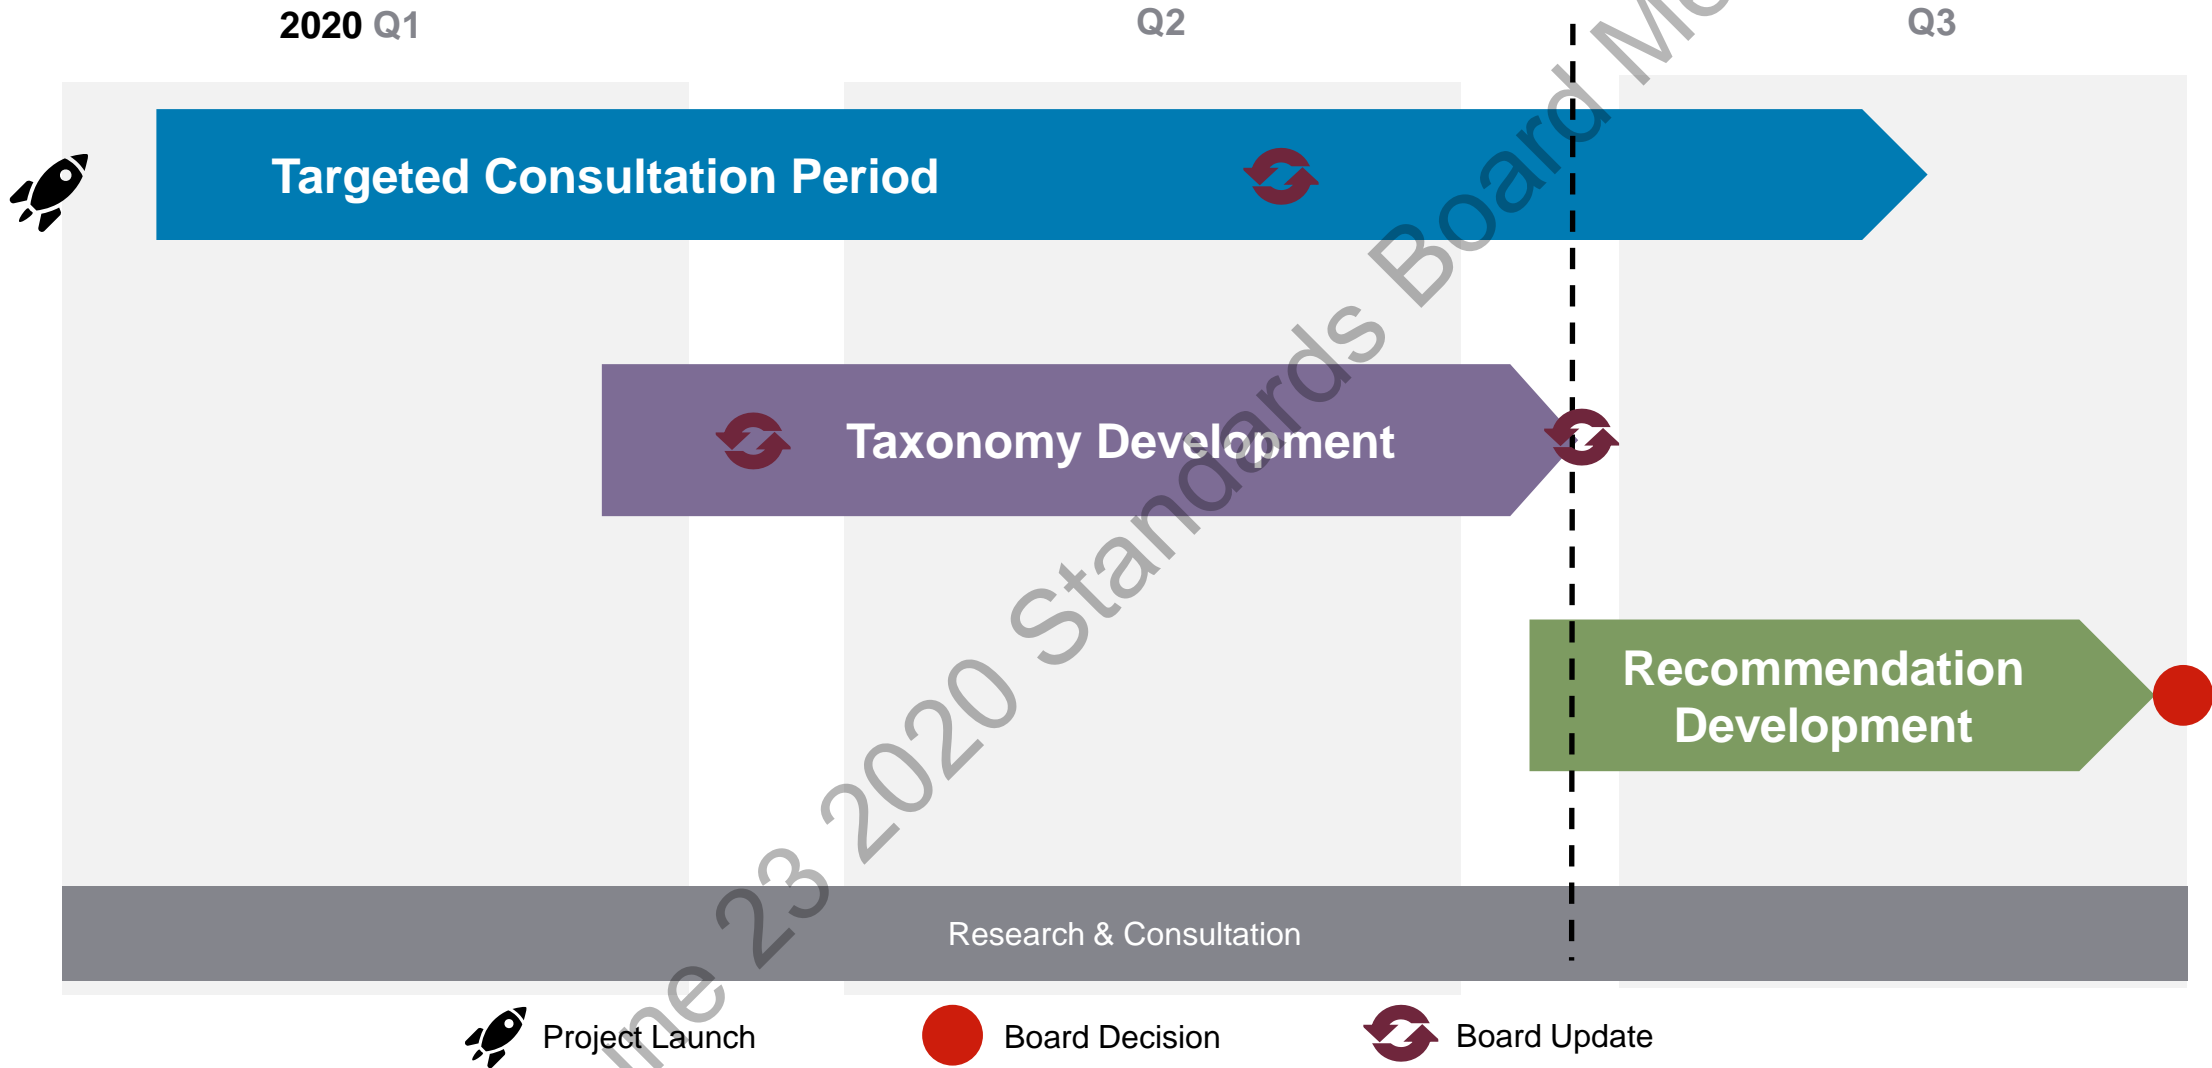 2020 Q1
Q2
Q3
Targeted Consultation Period
Taxonomy Development
Recommendation
Development
Research & Consultation
Project Launch
Board Decision
Board Update
23 2020 Standards Board